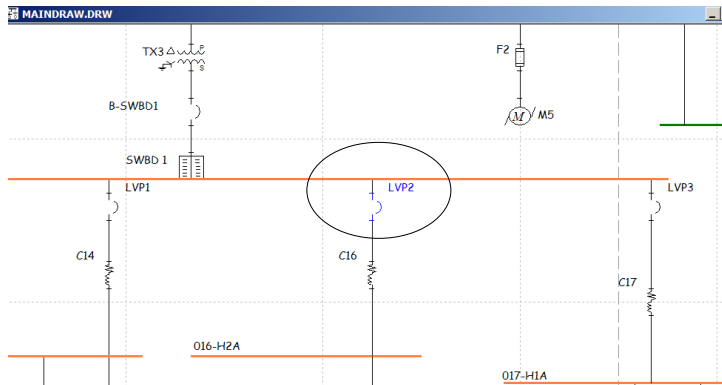 MAINDRAW.DRW
TX3
P
S
F2
B-SWBD1
M
M5
SWBD 1
LVP1
LVP2
LVP3
C14
C16
C17
016-H2A
017-H1A